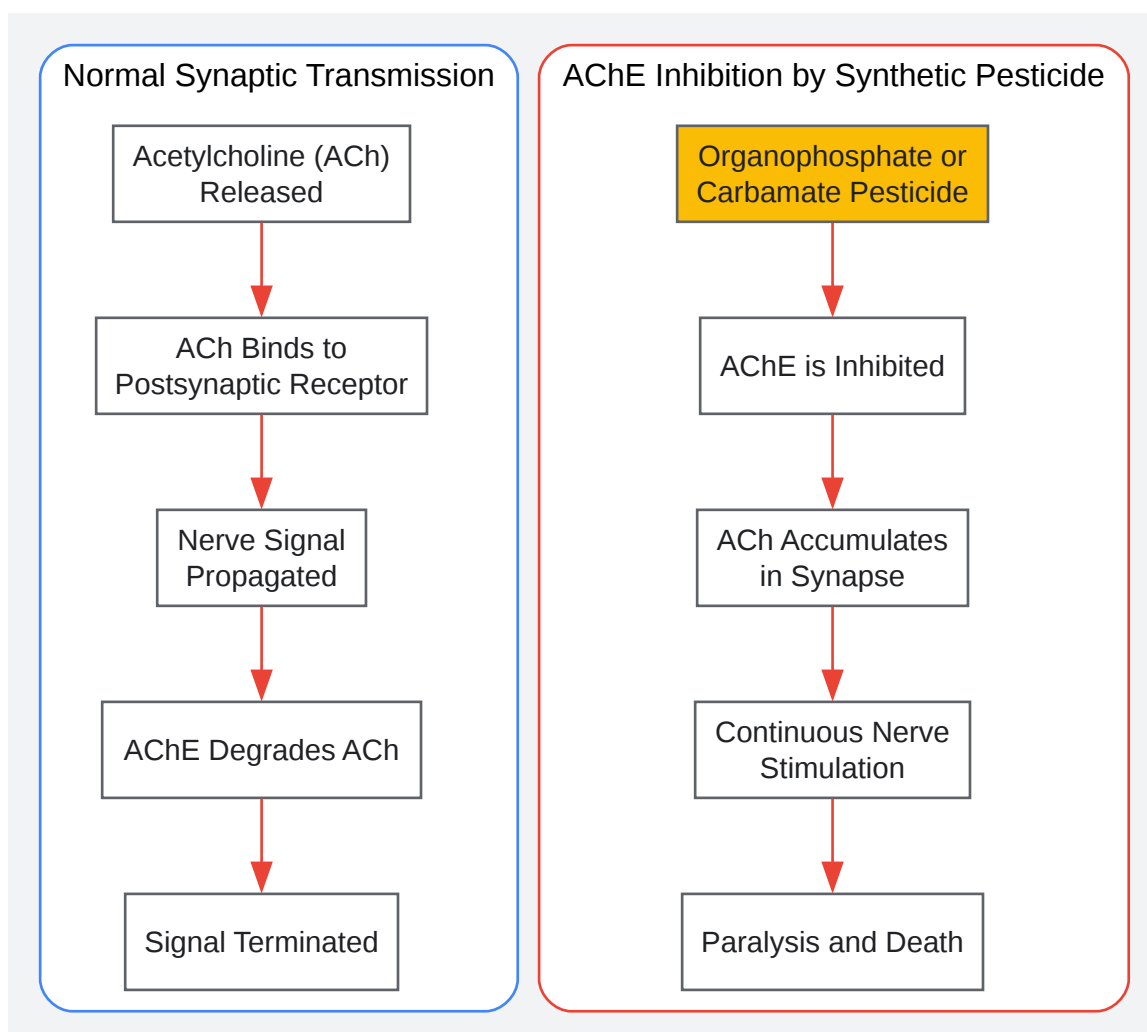 Normal Synaptic Transmission
Acetylcholine (ACh)
Released
ACh Binds to
Postsynaptic Receptor
Nerve Signal
Propagated
AChE Degrades ACh
Signal Terminated
AChE Inhibition by Synthetic Pesticide
Organophosphate or
Carbamate Pesticide
AChE is Inhibited
ACh Accumulates
in Synapse
Continuous Nerve
Stimulation
Paralysis and Death